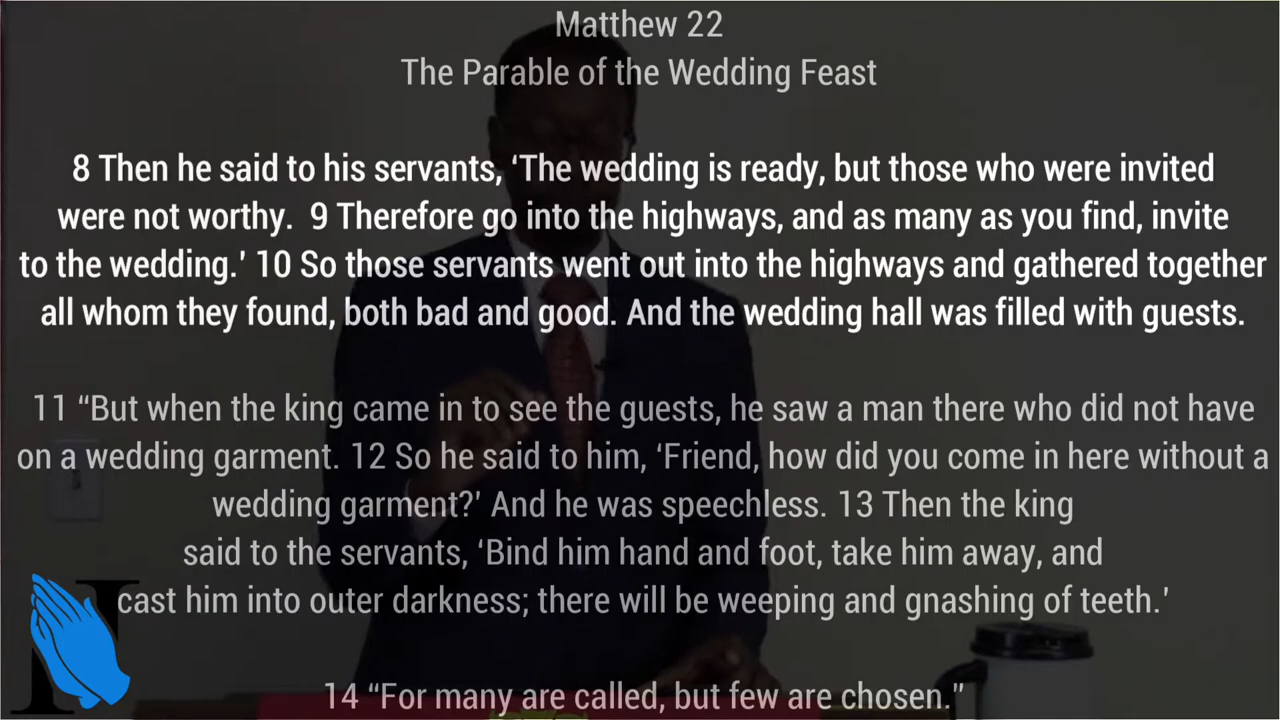 Matthew 22
The Parable of the Wedding Feast
8 Then he said to his servants, ‘The wedding is ready, but those who were invited
were not worthy.  9 Therefore go into the highways, and as many as you find, invite
to the wedding.’ 10 So those servants went out into the highways and gathered together
all whom they found, both bad and good. And the wedding hall was filled with guests.
11 “But when the king came in to see the guests, he saw a man there who did not have
on a wedding garment. 12 So he said to him, ‘Friend, how did you come in here without a
wedding garment?’ And he was speechless. 13 Then the king
said to the servants, ‘Bind him hand and foot, take him away, and
cast him into outer darkness; there will be weeping and gnashing of teeth.’
14 “For many are called, but few are chosen.”